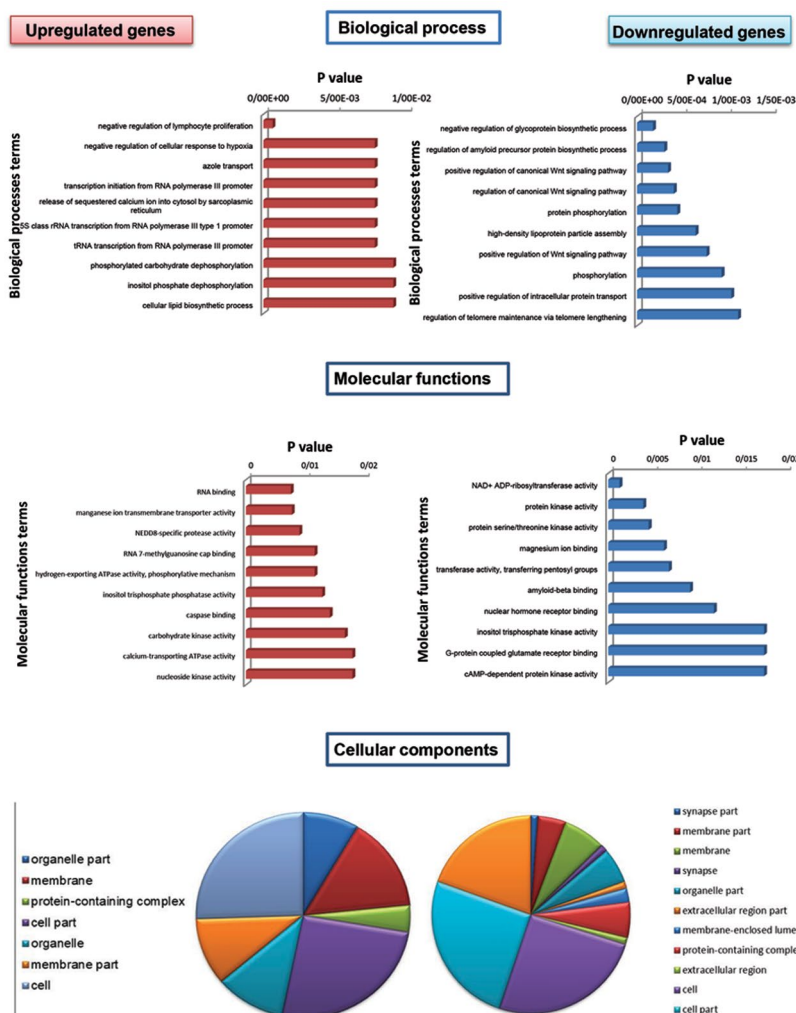 Upregulated genes
Biological process
Downregulated genes
P value
0/00E+00 5/00E-03 1/00E-02
Biological processes terms
negative regulation of lymphocyte proliferation
negative regulation of cellular response to hypoxia
azole transport
transcription initiation from RNA polymerase III promoter
release of sequestered calcium ion into cytosol by sarcoplasmic
reticulum
5S class rRNA transcription from RNA polymerase III type 1 promoter
tRNA transcription from RNA polymerase III promoter
phosphorylated carbohydrate dephosphorylation
inositol phosphate dephosphorylation
cellular lipid biosynthetic process
P value
0/00E+00 5/00E-04 1/00E-03 1/50E-03
Biological processes terms
negative regulation of glycoprotein biosynthetic process
regulation of amyloid precursor protein biosynthetic process
positive regulation of canonical Wnt signaling pathway
regulation of canonical Wnt signaling pathway
protein phosphorylation
high-density lipoprotein particle assembly
positive regulation of Wnt signaling pathway
phosphorylation
positive regulation of intracellular protein transport
regulation of telomere maintenance via telomere lengthening
Molecular functions
P value
0 0/01 0/02
Molecular functions terms
RNA binding
manganese ion transmembrane transporter activity
NEDD8-specific protease activity
RNA 7-methylguanosine cap binding
hydrogen-exporting ATPase activity, phosphorylative mechanism
inositol trisphosphate phosphatase activity
caspase binding
carbohydrate kinase activity
calcium-transporting ATPase activity
nucleoside kinase activity
P value
0 0/005 0/01 0/015 0/0
Molecular functions terms
NAD+ ADP-ribosyltransferase activity
protein kinase activity
protein serine/threonine kinase activity
magnesium ion binding
transferase activity, transferring pentosyl groups
amyloid-beta binding
nuclear hormone receptor binding
inositol trisphosphate kinase activity
G-protein coupled glutamate receptor binding
cAMP-dependent protein kinase activity
Cellular components
organelle part
membrane
protein-containing complex
cell part
organelle
membrane part
cell
synapse part
membrane part
membrane
synapse
organelle part
extracellular region part
membrane-enclosed lume
protein-containing comple
extracellular region
cell
cell part